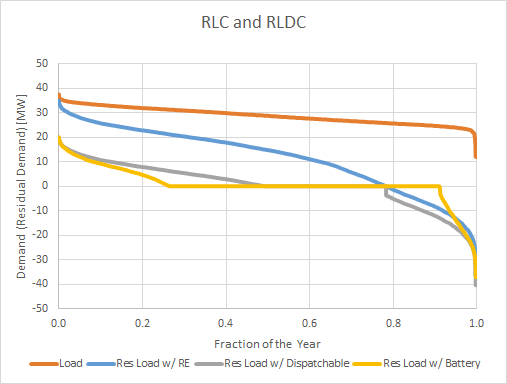 RLC and RLDC
Demand (Residual Demand) [MW]
50
40
30
20
10
0
-10
-20
-30
-40
-50
0.0 0.2 0.4 0.6 0.8 1.0
Fraction of the Year
Load Res Load w/ RE Res Load w/ Dispatchable Res Load w/ Battery